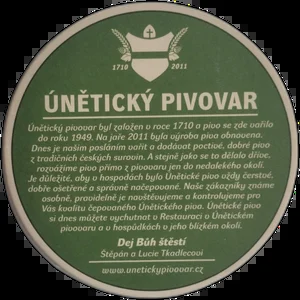 1710 2011
ÚNĚTICKÝ PIVOVAR
Únětický pivovar byl založen v roce 1710 a pivo se zde vařilo
do roku 1949. Na jaře 2011 byla výroba piva obnovena.
Dnes je naším posláním vařit a dodávat poctivé, dobré pivo
z tradičních českých surovin. A stejně jako se to dělalo dříve,
rozvážíme pivo přímo z pivovaru jen do nedalekého okolí.
Je důležité, aby v hospodách bylo Únětické pivo vždy čerstvé,
dobře ošetřené a správně načepované. Naše zákazníky známe
osobně, pravidelně je navštěvujeme a kontrolujeme pro
Vás kvalitu čepovaného Únětického piva. Únětické pivo
si dnes můžete vychutnat v Restauraci v Únětickém
pivovaru a v hospůdkách v jeho blízkém okolí.
Dej Bůh štěstí
Štěpán a Lucie Tkadlecovi
www.unetickypivovar.cz